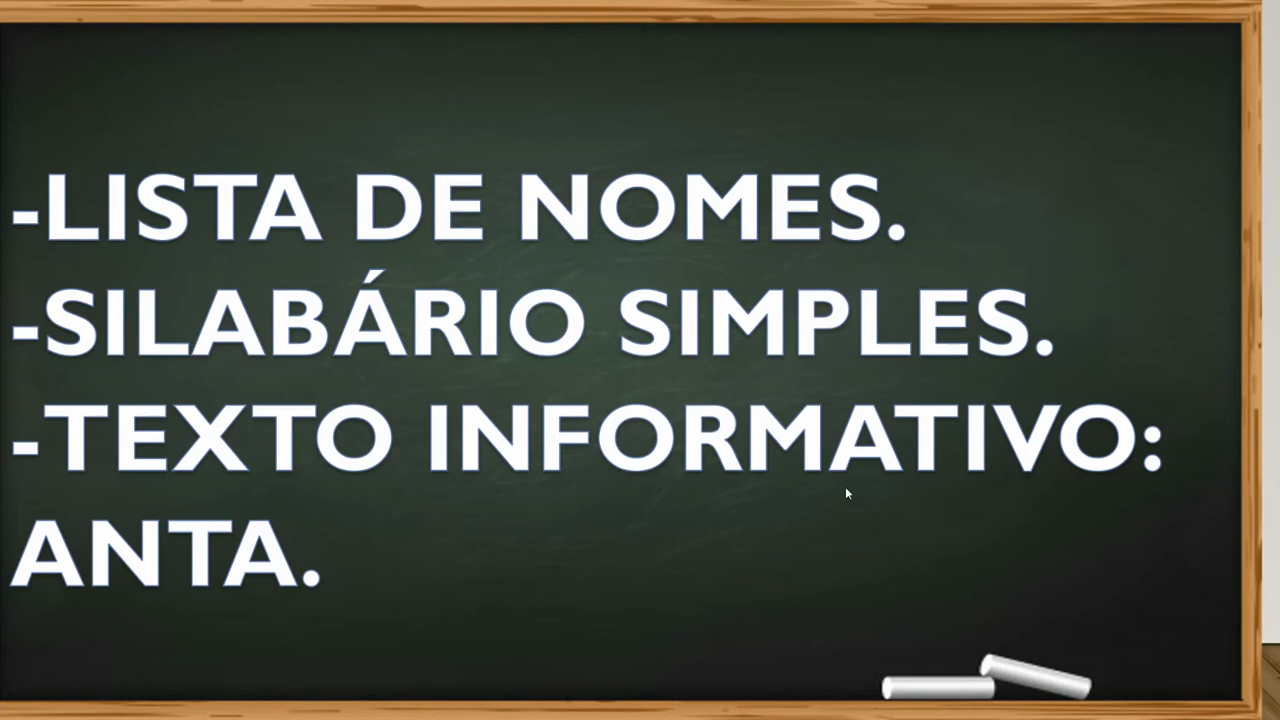 -LISTA DE NOMES.
-SILABÁRIO SIMPLES.
-TEXTO INFORMATIVO:
ANTA.